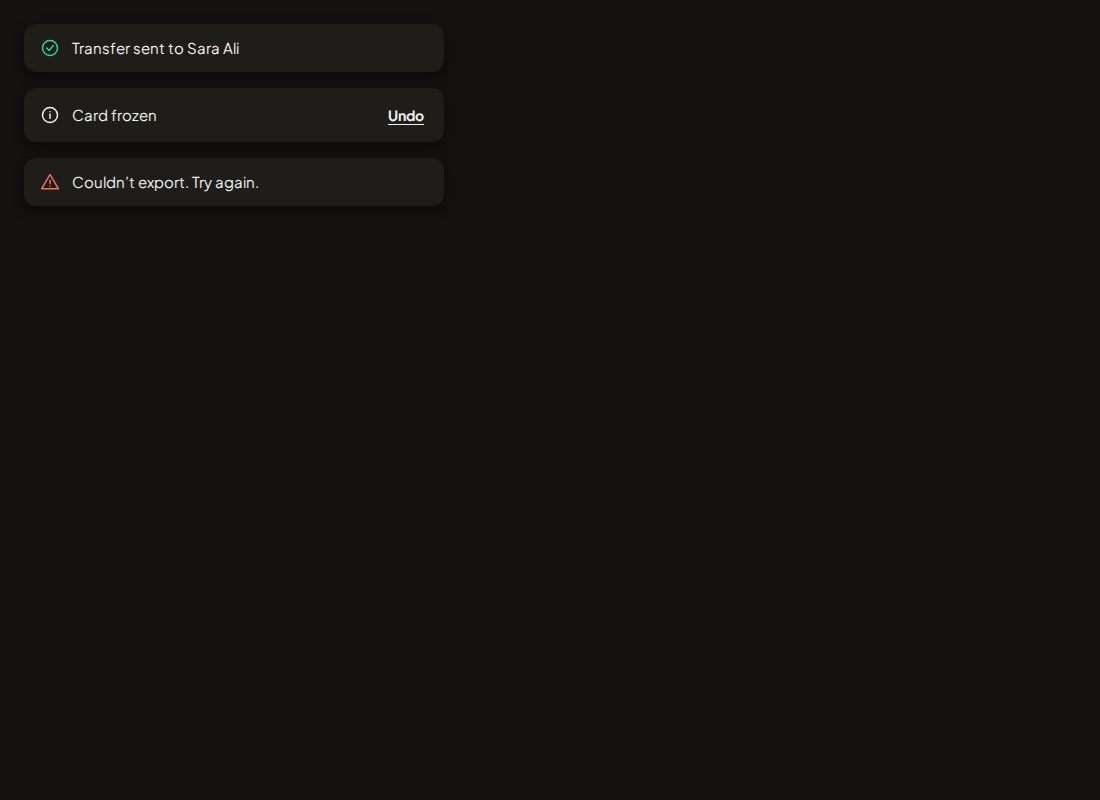 Transfer sent to Sara Ali
Card frozen Undo
Couldn't export. Try again.